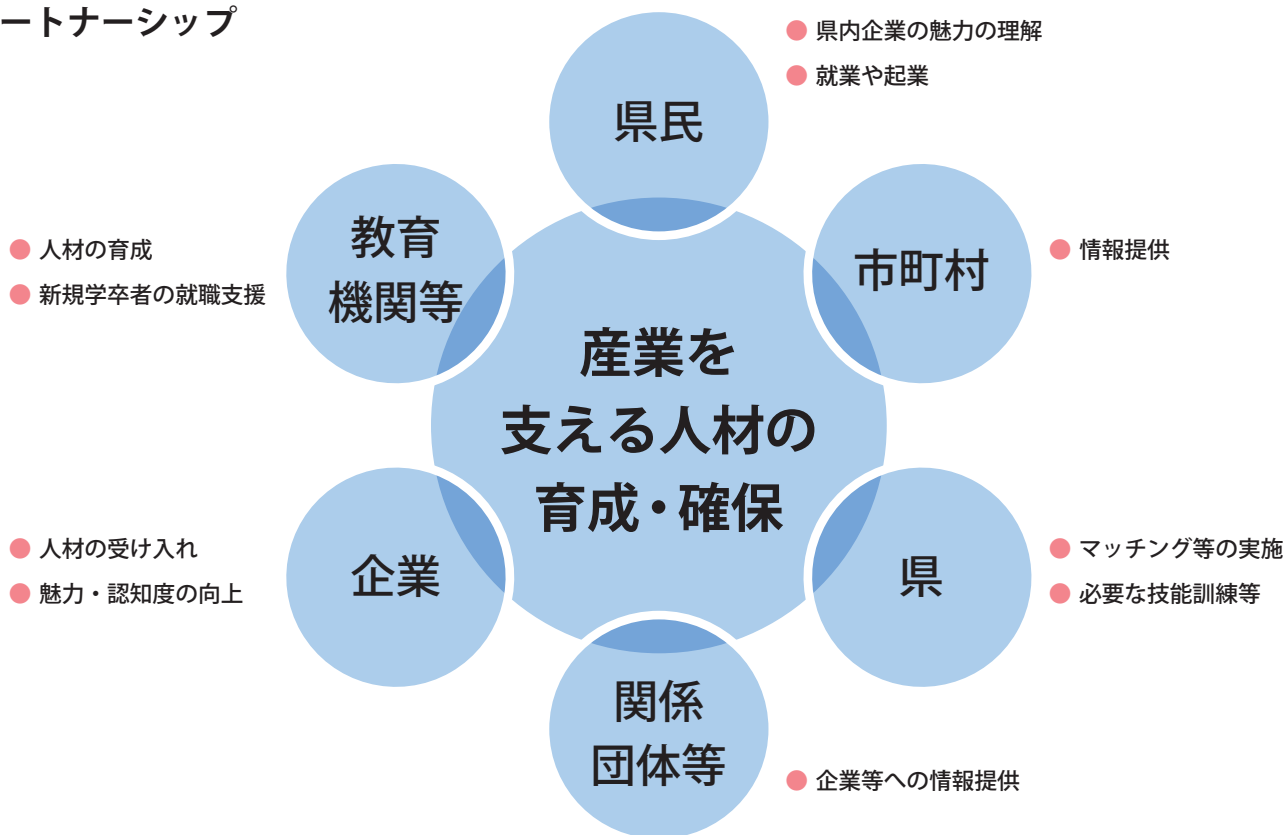 ートナーシップ
県民
● 県内企業の魅力の理解
● 就業や起業
市町村
● 情報提供
県
● マッチング等の実施
● 必要な技能訓練等
関係
団体等
● 企業等への情報提供
企業
● 人材の受け入れ
● 魅力・認知度の向上
教育
機関等
● 人材の育成
● 新規学卒者の就職支援
産業を
支える人材の
育成・確保